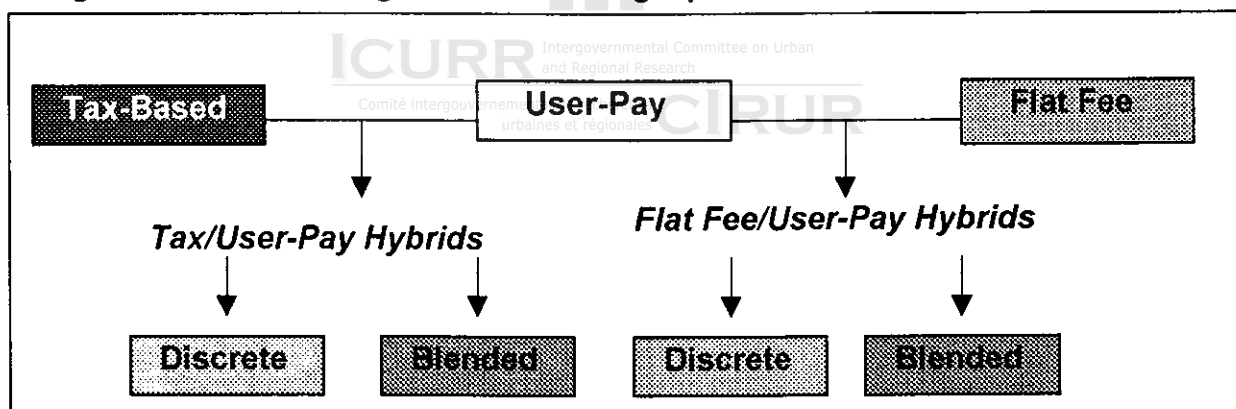 ICURR Intergovernmental Committee on Urban
and Regional Research
Tax-Based
User-Pay
Flat Fee
Comité
urbaines et régionales CIRUR
Tax/User-Pay Hybrids
Flat Fee/User-Pay Hybrids
Discrete
Blended
Discrete
Blended